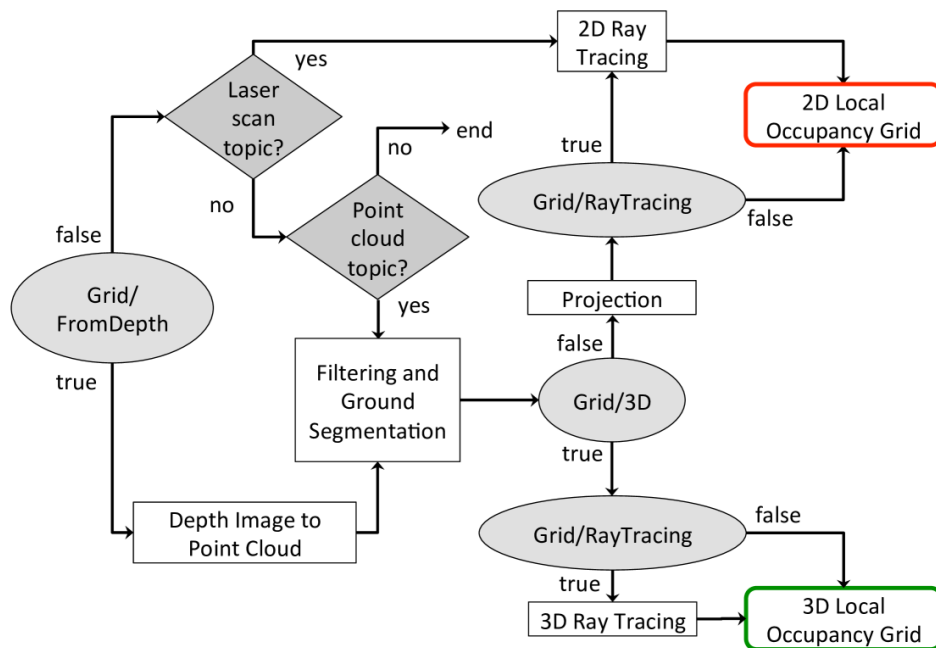 yes
2D Ray
Tracing
Laser
scan
topic?
2D Local
Occupancy Grid
end
no
true
no
Point
cloud
topic?
Grid/RayTracing
false
false
Grid/
FromDepth
yes
Projection
true
false
Filtering and
Ground
Segmentation
Grid/3D
true
Depth Image to
Point Cloud
Grid/RayTracing
false
true
3D Ray Tracing
3D Local
Occupancy Grid